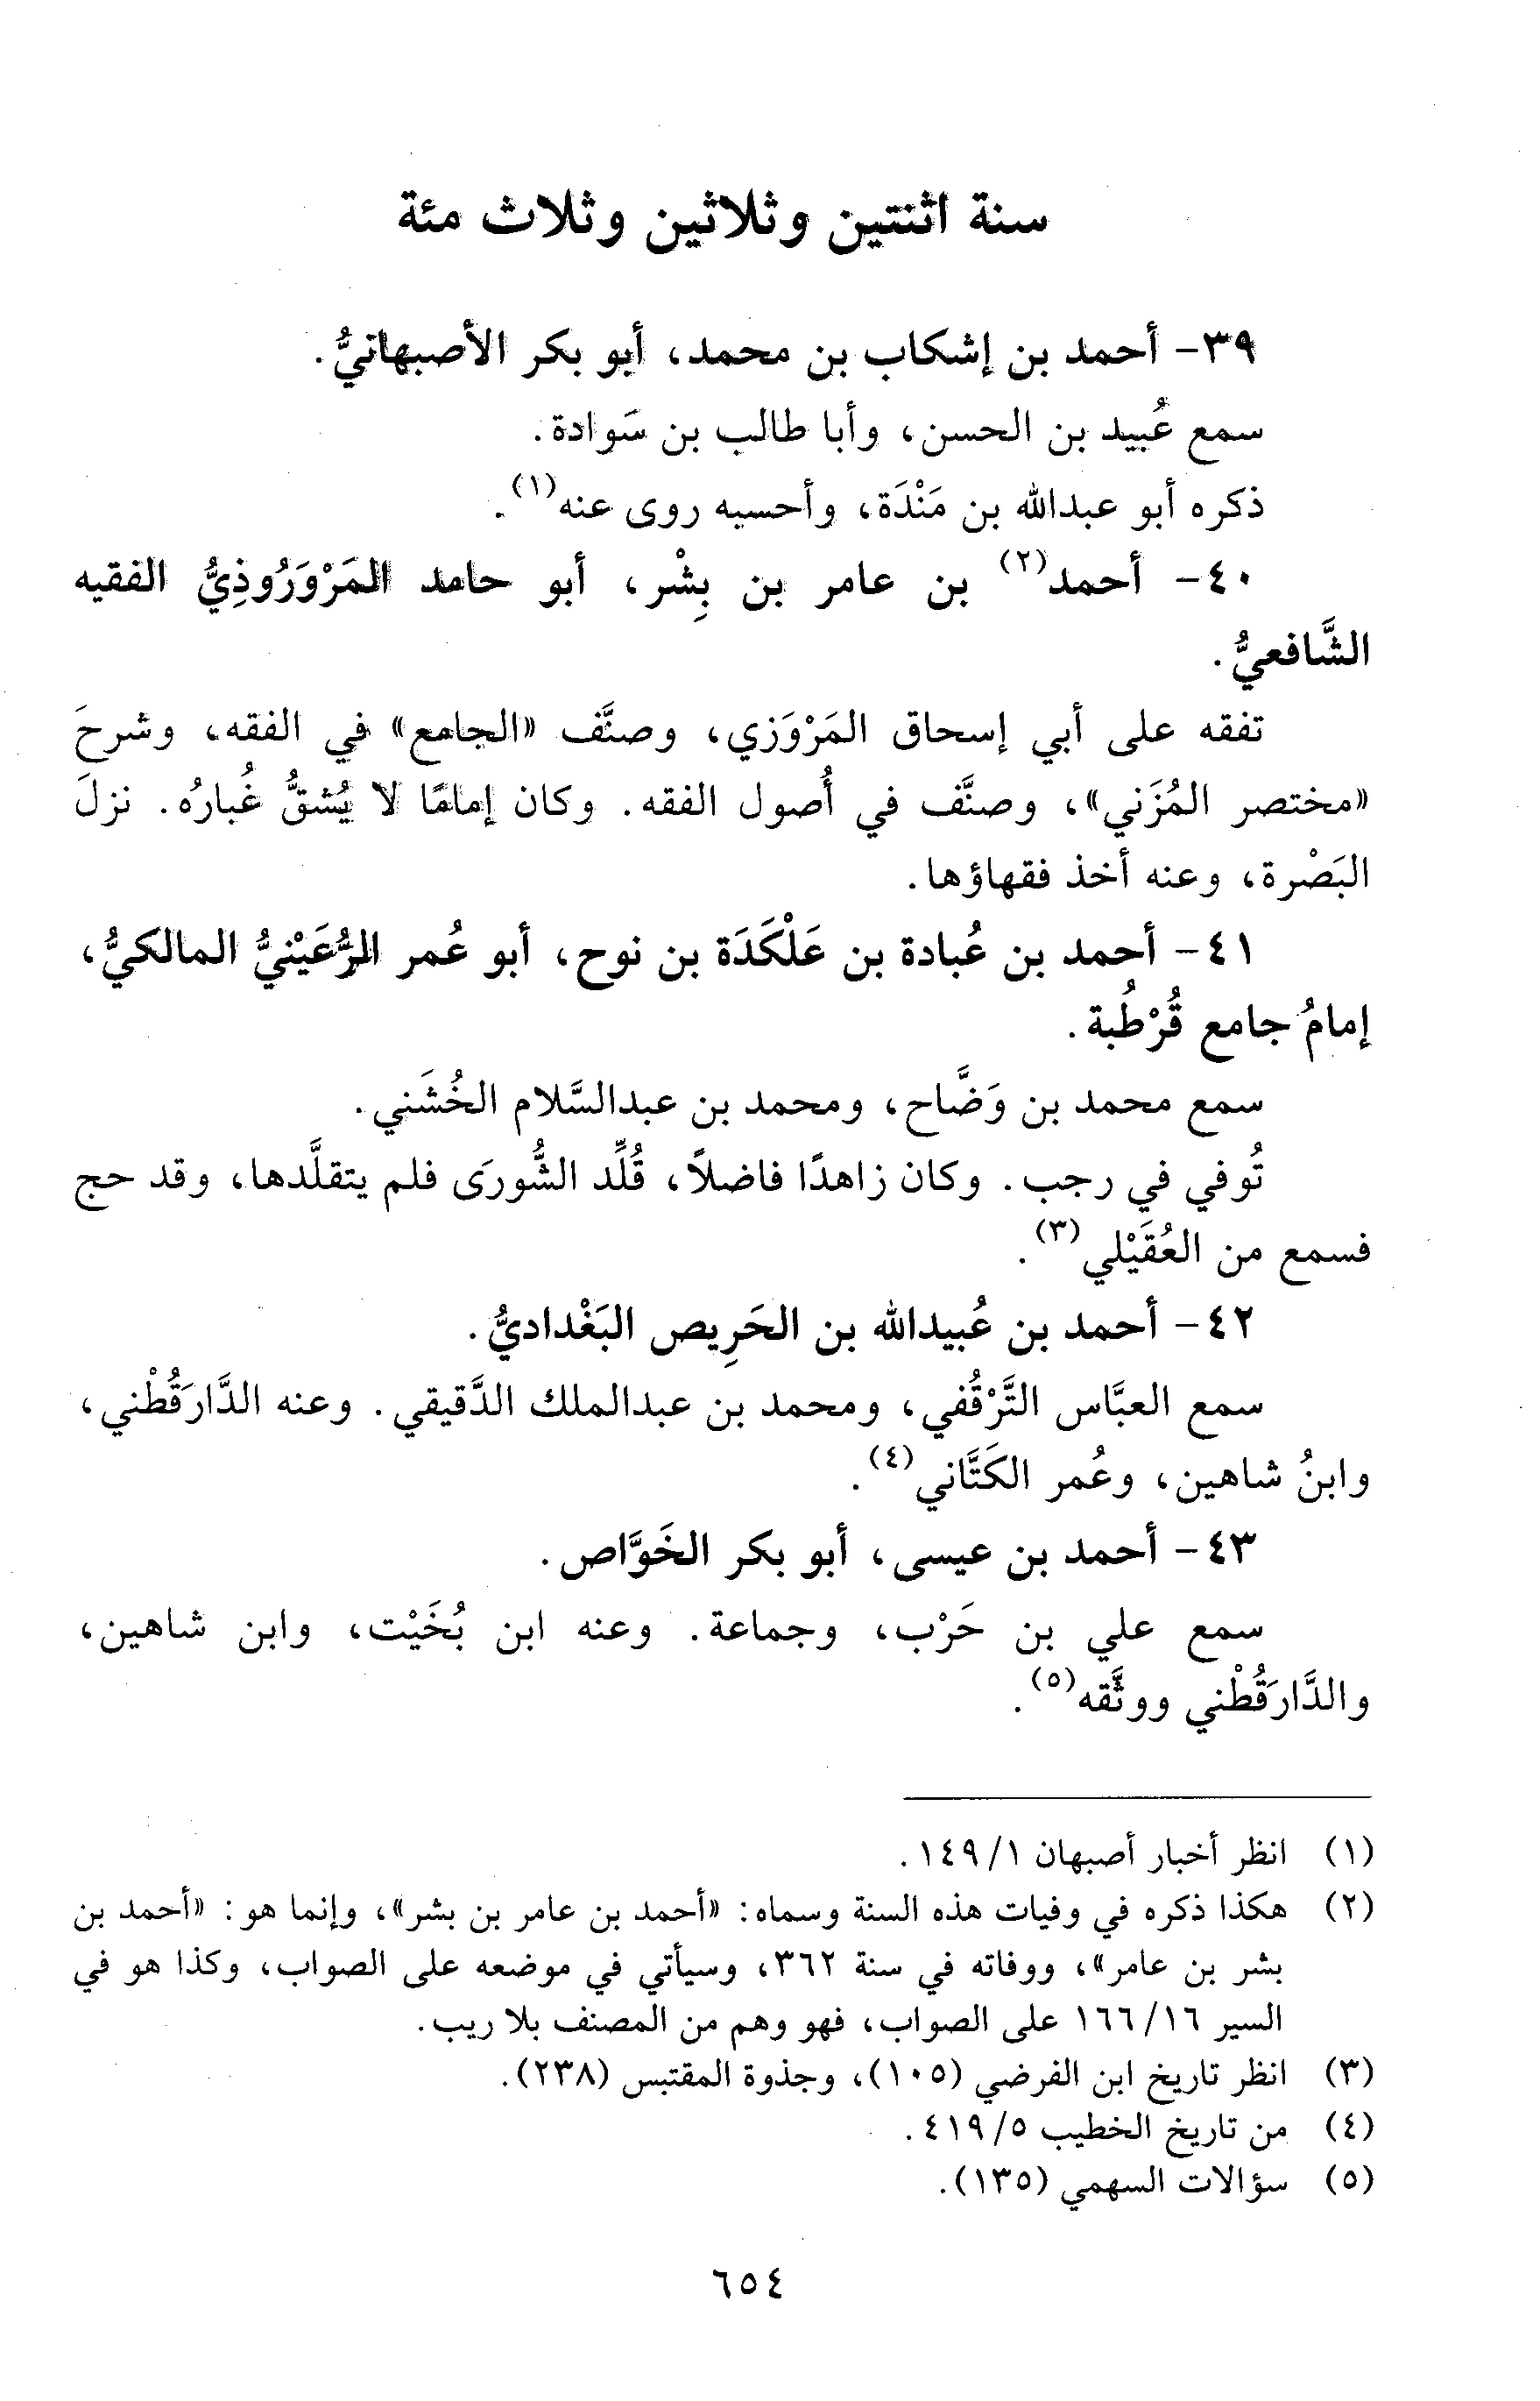 سنة اثنتين وثلاثين وثلاث مئة
٣٩- أحمد بن إشكاب بن محمد، أبو بكر الأصبهانيُّ.
سمع عُبيد بن الحسن، وأبا طالب بن سَوادة.
ذكره أبو عبدالله بن مَنْدَة، وأحسبه روى عنه(١).
٤٠- أحمد(٢) بن عامر بن بِشْر، أبو حامد المَرْوَرُوذِيُّ الفقيه
الشَّافعيُّ.
تفقه على أبي إسحاق المَرْوَزي، وصنَّف «الجامع» في الفقه، وشرحَ
«مختصر المُزَني»، وصنَّف في أُصول الفقه. وكان إمامًا لا يُشقُّ غُبارُه. نزلَ
البَصْرة، وعنه أخذ فقهاؤها.
٤١- أحمد بن عُبادة بن عَلْكَدَة بن نوح، أبو عُمر الرُّعَيْنيُّ المالكيُّ،
إمامُ جامع قُرْطُبة.
سمع محمد بن وَضَّاح، ومحمد بن عبدالسَّلام الخُشَني.
تُوفي في رجب. وكان زاهدًا فاضلاً، قُلِّد الشُّورَى فلم يتقلَّدها، وقد حج
فسمع من العُقَيْلي(٣).
٤٢- أحمد بن عُبيدالله بن الحَرِيص البَغْداديُّ.
سمع العبَّاس التَّرْقُفي، ومحمد بن عبدالملك الدَّقيقي. وعنه الدَّارَقُطْني،
وابنُ شاهين، وعُمر الكَتَّاني(٤).
٤٣- أحمد بن عيسى، أبو بكر الخَوَّاص.
سمع علي بن حَرْب، وجماعة. وعنه ابن بُخَيْت، وابن شاهين،
والدَّارَقُطْني ووثَّقه(٥).
(١) انظر أخبار أصبهان ١/ ١٤٩.
(٢) هكذا ذكره في وفيات هذه السنة وسماه: «أحمد بن عامر بن بشر»، وإنما هو: «أحمد بن
بشر بن عامر»، ووفاته في سنة ٣٦٢، وسيأتي في موضعه على الصواب، وكذا هو في
السير ١٦/ ١٦٦ على الصواب، فهو وهم من المصنف بلا ريب.
(٣) انظر تاريخ ابن الفرضي (١٠٥)، وجذوة المقتبس (٢٣٨).
(٤) من تاريخ الخطيب ٥/ ٤١٩.
(٥) سؤالات السهمي (١٣٥).
٦٥٤